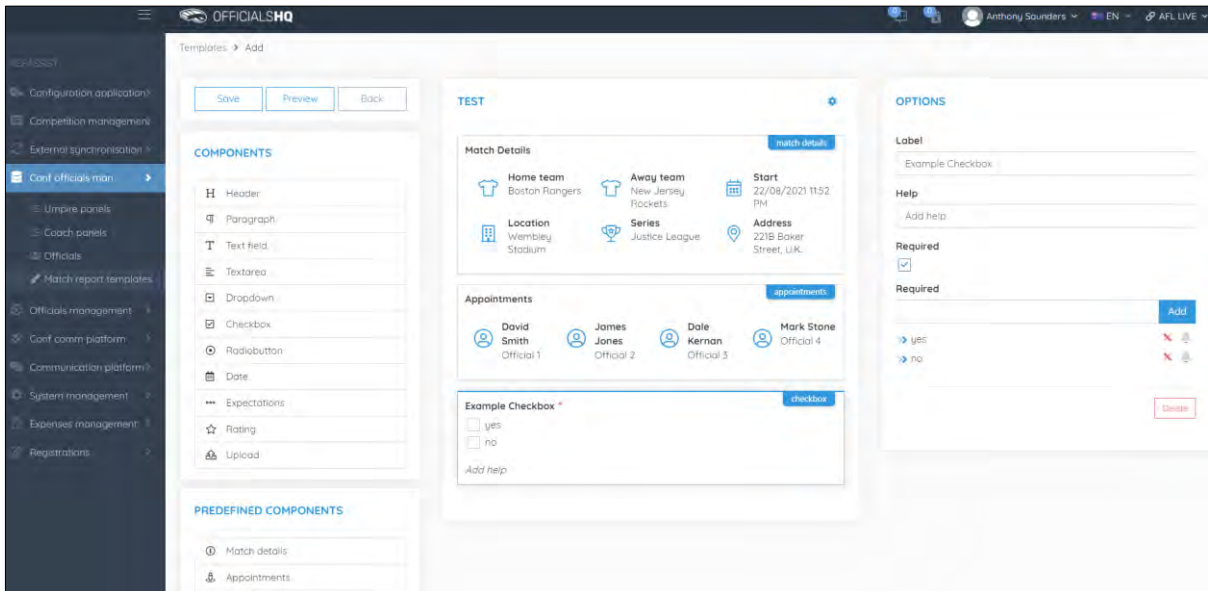 OFFICIALSHQ
Anthony Saunders
EN
AFL LIVE
Templates > Add
REFASSIST
Configuration application
Competition management
External synchronisation
Conf officials man
Umpire panels
Coach panels
Officials
Match report templates
Officials management
Conf comm platform
Communication platform
System management
Expenses management
Registrations
Save
Preview
Back
COMPONENTS
H Header
Paragraph
T Text field
Textarea
Dropdown
Checkbox
Radiobutton
Date
Expectations
Rating
Upload
PREDEFINED COMPONENTS
Match details
Appointments
TEST
match details
Match Details
Home team
Boston Rangers
Away team
New Jersey
Rockets
Start
22/08/2021 11:52
PM
Location
Wembley
Stadium
Series
Justice League
Address
221B Baker
Street, U.K.
appointments
Appointments
David
Smith
Official 1
James
Jones
Official 2
Dale
Kernan
Official 3
Mark Stone
Official 4
checkbox
Example Checkbox *
yes
no
Add help
OPTIONS
Label
Example Checkbox
Help
Add help
Required
Required
Add
yes
no
Delete